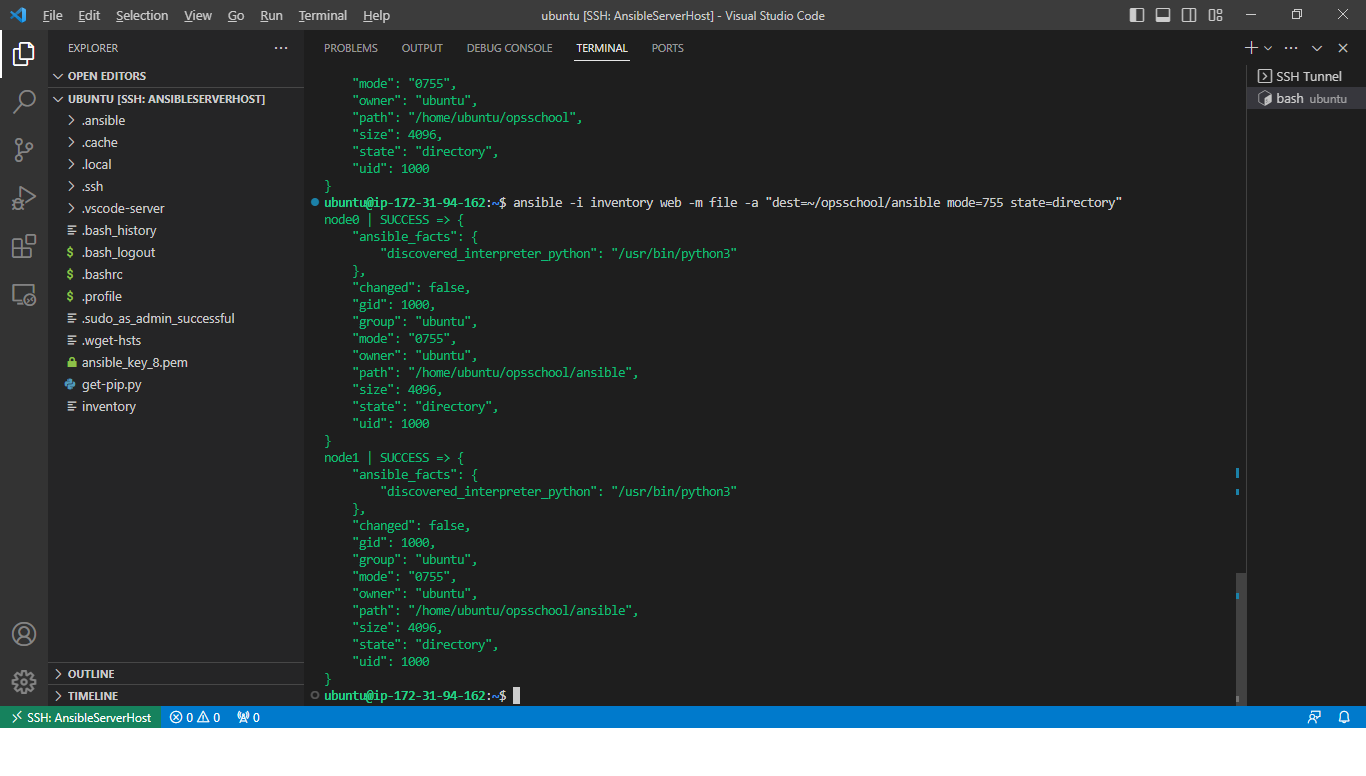 File Edit Selection View Go Run Terminal Help
ubuntu [SSH: AnsibleServerHost] - Visual Studio Code
EXPLORER
OPEN EDITORS
UBUNTU [SSH: ANSIBLESERVERHOST]
.ansible
.cache
.local
.ssh
.vscode-server
.bash_history
.bash_logout
.bashrc
.profile
.sudo_as_admin_successful
.wget-hsts
ansible_key_8.pem
get-pip.py
inventory
OUTLINE
TIMELINE
PROBLEMS OUTPUT DEBUG CONSOLE TERMINAL PORTS
"mode": "0755",
"owner": "ubuntu",
"path": "/home/ubuntu/opsschool",
"size": 4096,
"state": "directory",
"uid": 1000
}
ubuntu@ip-172-31-94-162:~$ ansible -i inventory web -m file -a "dest=~/opsschool/ansible mode=755 state=directory"
node0 | SUCCESS => {
"ansible_facts": {
"discovered_interpreter_python": "/usr/bin/python3"
},
"changed": false,
"gid": 1000,
"group": "ubuntu",
"mode": "0755",
"owner": "ubuntu",
"path": "/home/ubuntu/opsschool/ansible",
"size": 4096,
"state": "directory",
"uid": 1000
}
node1 | SUCCESS => {
"ansible_facts": {
"discovered_interpreter_python": "/usr/bin/python3"
},
"changed": false,
"gid": 1000,
"group": "ubuntu",
"mode": "0755",
"owner": "ubuntu",
"path": "/home/ubuntu/opsschool/ansible",
"size": 4096,
"state": "directory",
"uid": 1000
}
ubuntu@ip-172-31-94-162:~$
SSH Tunnel
bash ubuntu
SSH: AnsibleServerHost 0 0 0